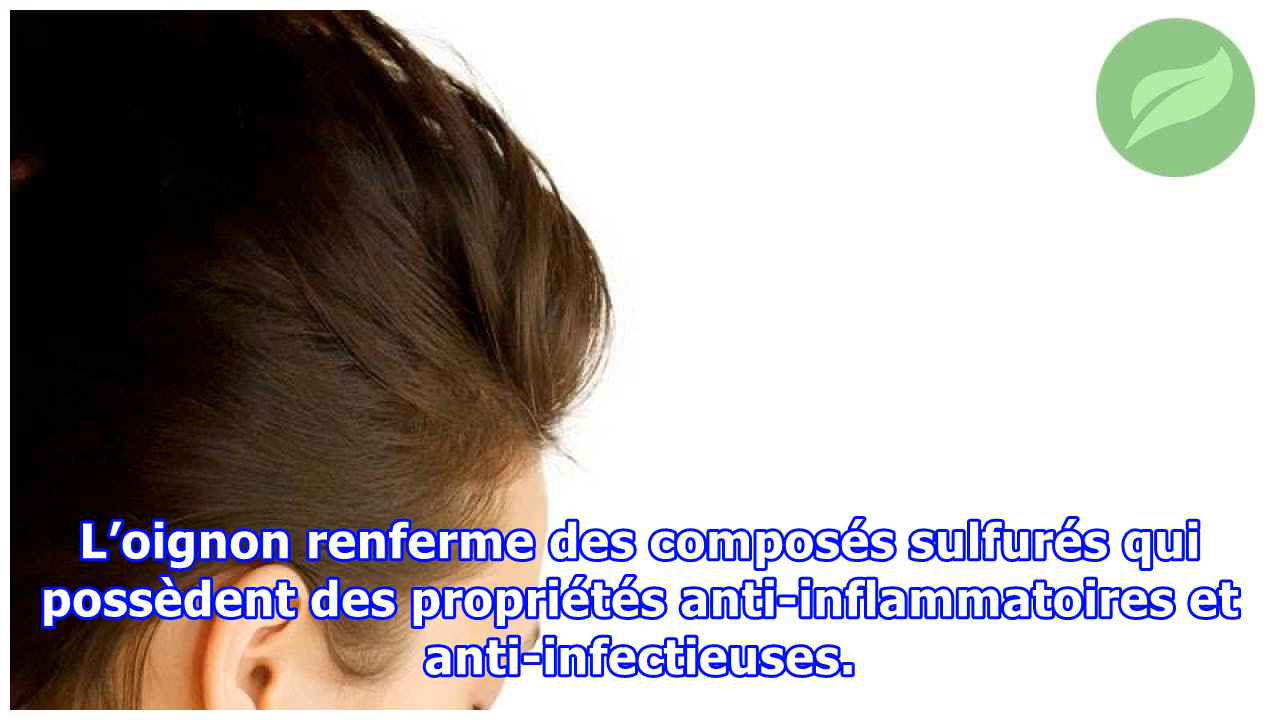 L’oignon renferme des composés sulfurés qui
possèdent des propriétés anti-inflammatoires et
anti-infectieuses.